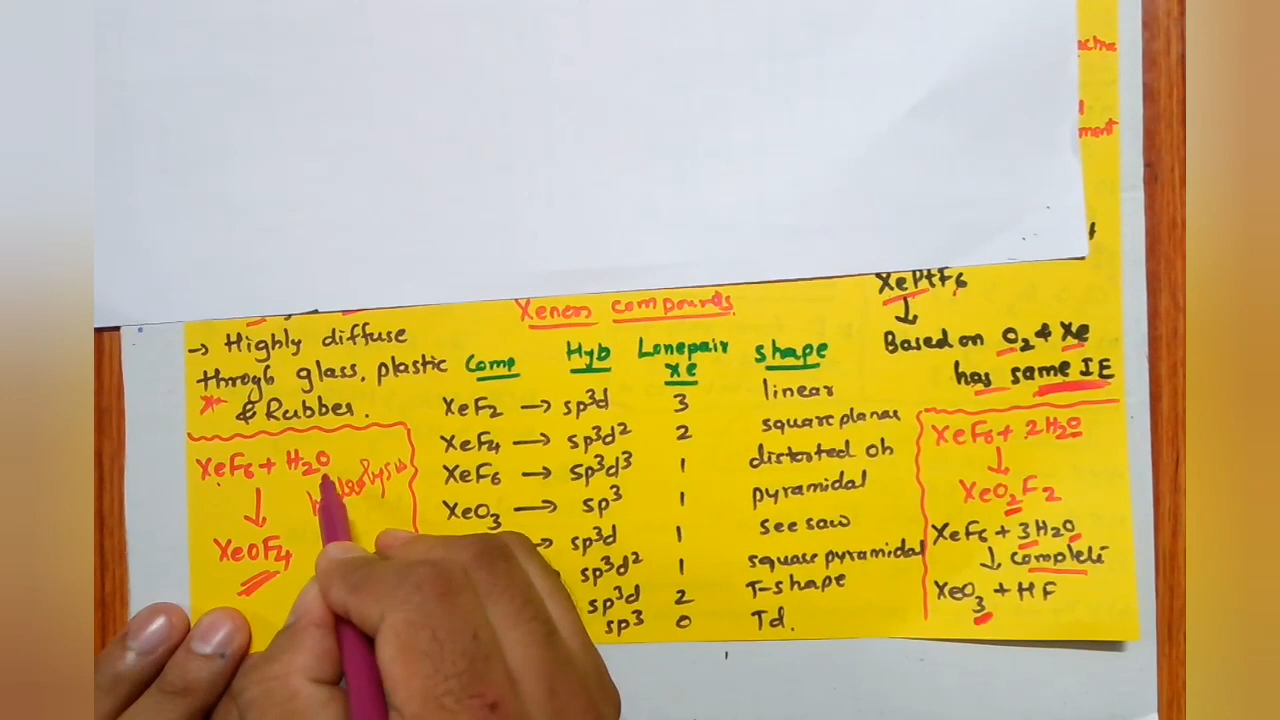 Xenon compounds
→ Highly diffuse
throgh glass, plastic
& Rubber.
XeF6 + H2O
↓
XeOF4
Comp Hyb Lonepair Xe shape
XeF2 → sp³d 3 linear
XeF4 → sp³d² 2 square planar
XeF6 → sp³d³ 1 distorted oh
XeO3 → sp³ 1 pyramidal
→ sp³d 1 see saw
sp³d² 1 square pyramidal
sp³d 2 T-shape
sp³ 0 Td.
XePtF6
↓
Based on O2 & Xe
has same IE
XeF6 + 2H2O
↓
XeO2F2
XeF6 + 3H2O
↓ complete
XeO3 + HF